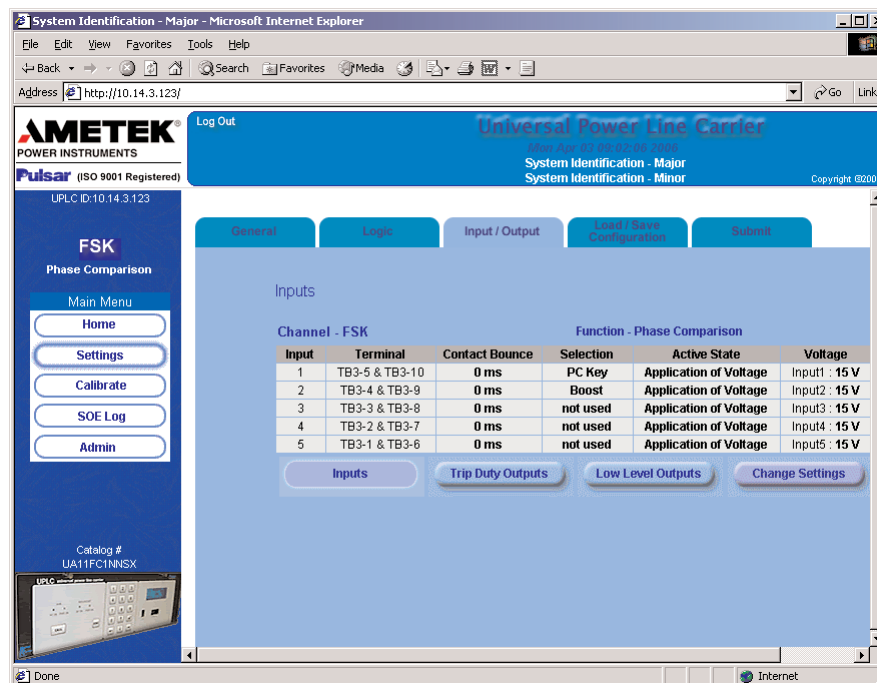 System Identification - Major - Microsoft Internet Explorer
File Edit View Favorites Tools Help
Back Search Favorites Media
Address http://10.14.3.123/ Go Link
AMETEK®
POWER INSTRUMENTS
Pulsar (ISO 9001 Registered)
Log Out
Universal Power Line Carrier
Mon Apr 03 09:02:06 2006
System Identification - Major
System Identification - Minor
Copyright ©200
UPLC ID:10.14.3.123
FSK
Phase Comparison
Main Menu
Home
Settings
Calibrate
SOE Log
Admin
Catalog #
UA11FC1NNSX
UPLC
General Logic Input / Output Load / Save Configuration Submit
Inputs
Channel - FSK Function - Phase Comparison
Input Terminal Contact Bounce Selection Active State Voltage
1 TB3-5 & TB3-10 0 ms PC Key Application of Voltage Input1 : 15 V
2 TB3-4 & TB3-9 0 ms Boost Application of Voltage Input2 : 15 V
3 TB3-3 & TB3-8 0 ms not used Application of Voltage Input3 : 15 V
4 TB3-2 & TB3-7 0 ms not used Application of Voltage Input4 : 15 V
5 TB3-1 & TB3-6 0 ms not used Application of Voltage Input5 : 15 V
Inputs Trip Duty Outputs Low Level Outputs Change Settings
Done Internet